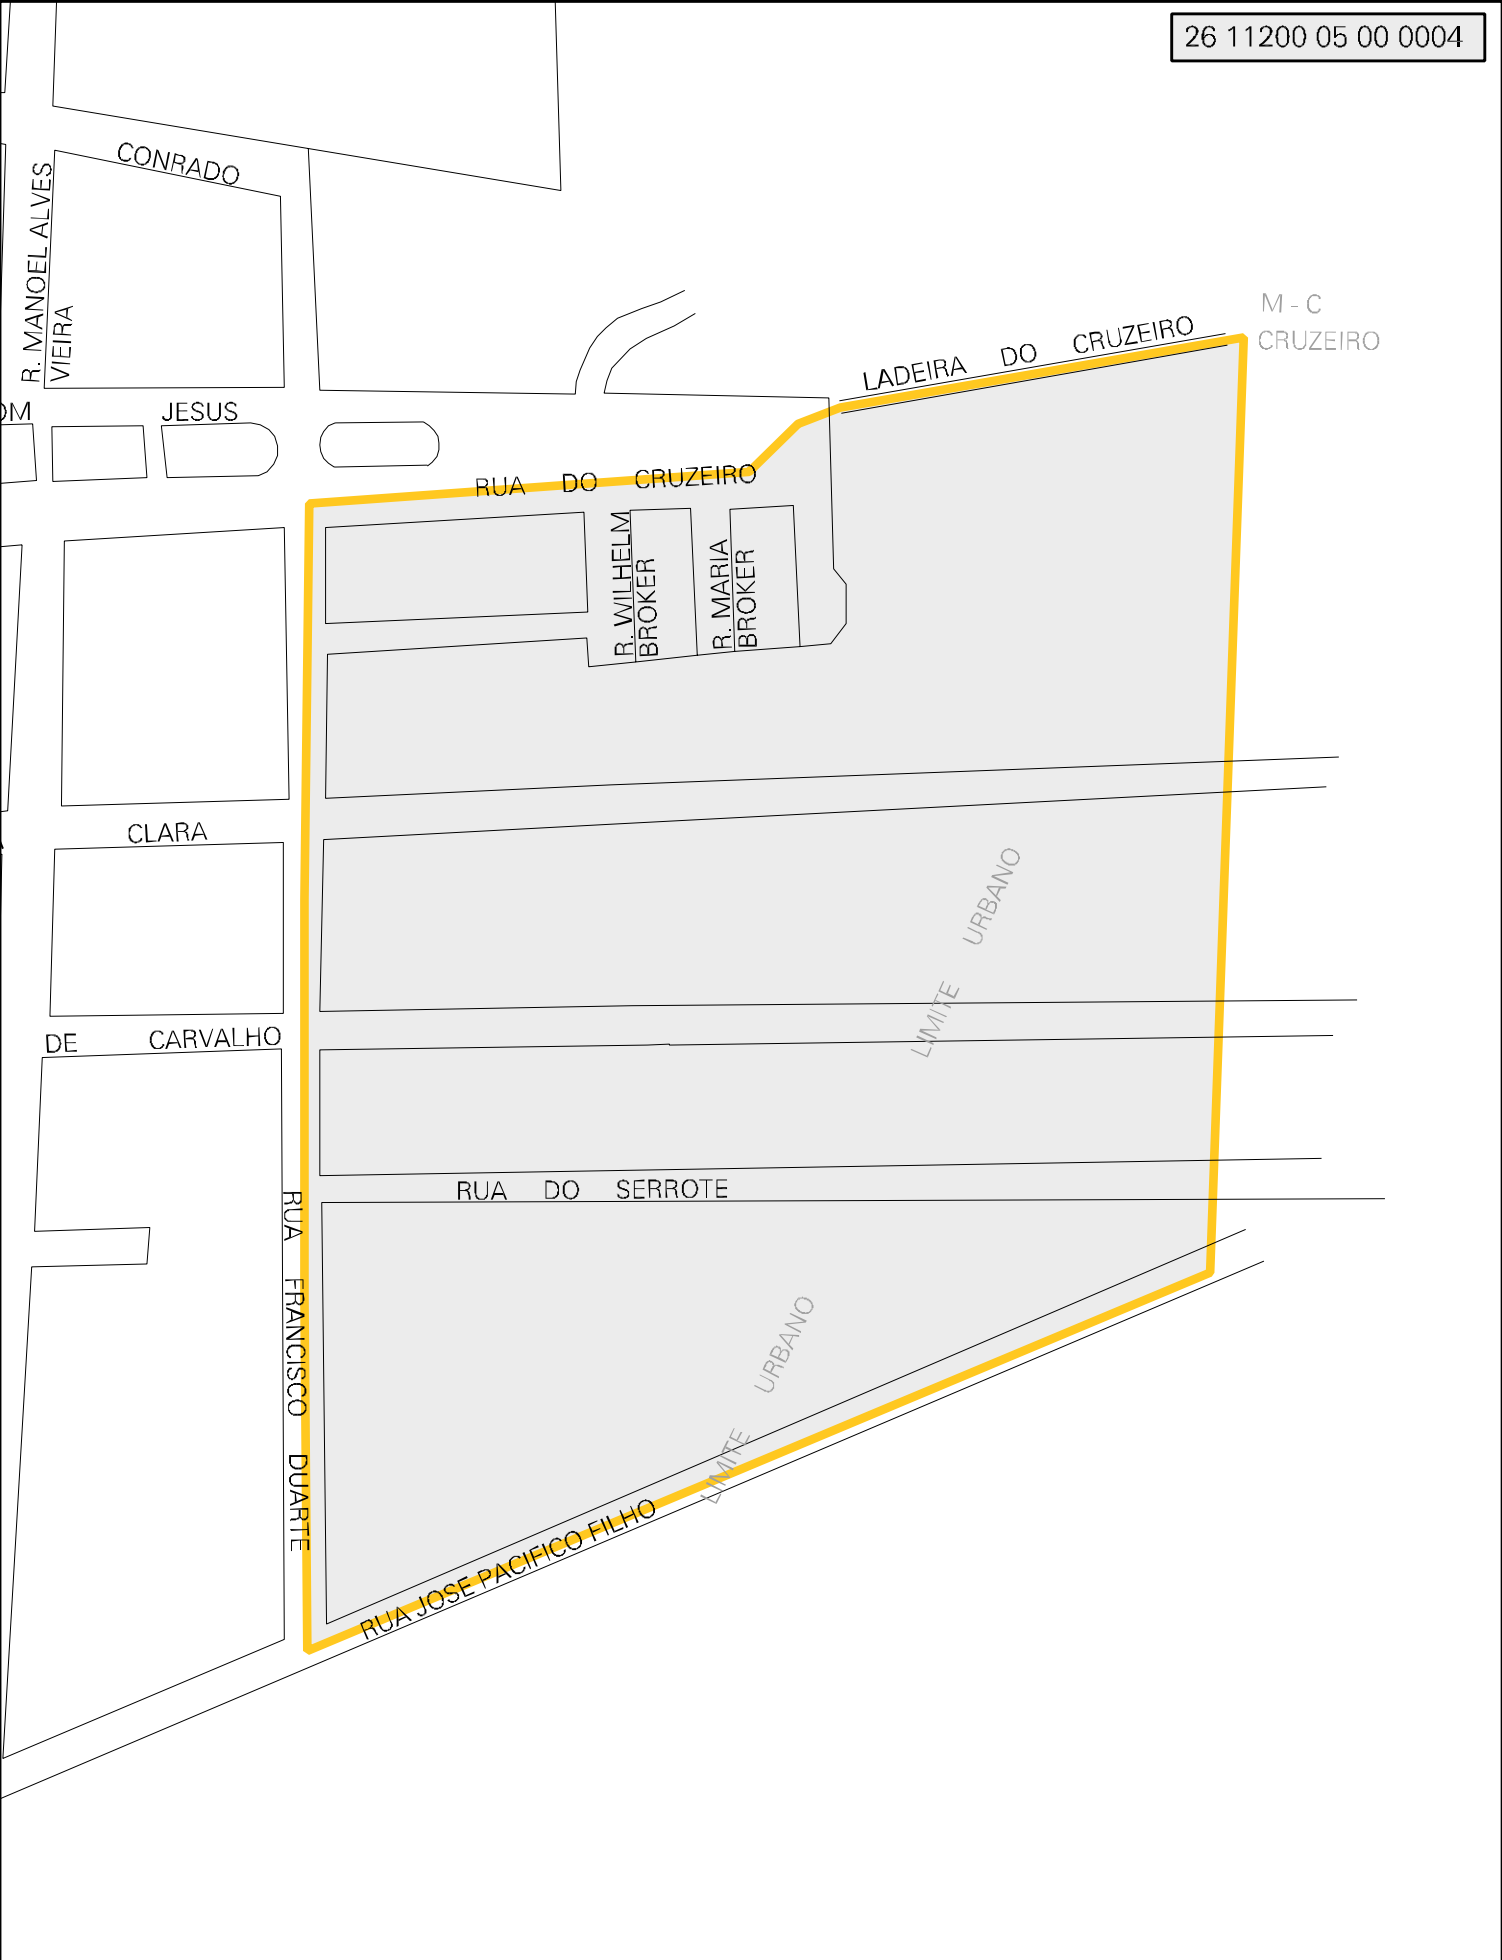 26 11200 05 00 0004
CONRADO
R. MANOEL ALVES
VIEIRA
M - C
CRUZEIRO
LADEIRA DO CRUZEIRO
OM JESUS
RUA DO CRUZEIRO
R. WILHELM
BROKER
R. MARIA
BROKER
CLARA
LIMITE URBANO
DE CARVALHO
RUA DO SERROTE
RUA FRANCISCO DUARTE
LIMITE URBANO
RUA JOSE PACIFICO FILHO